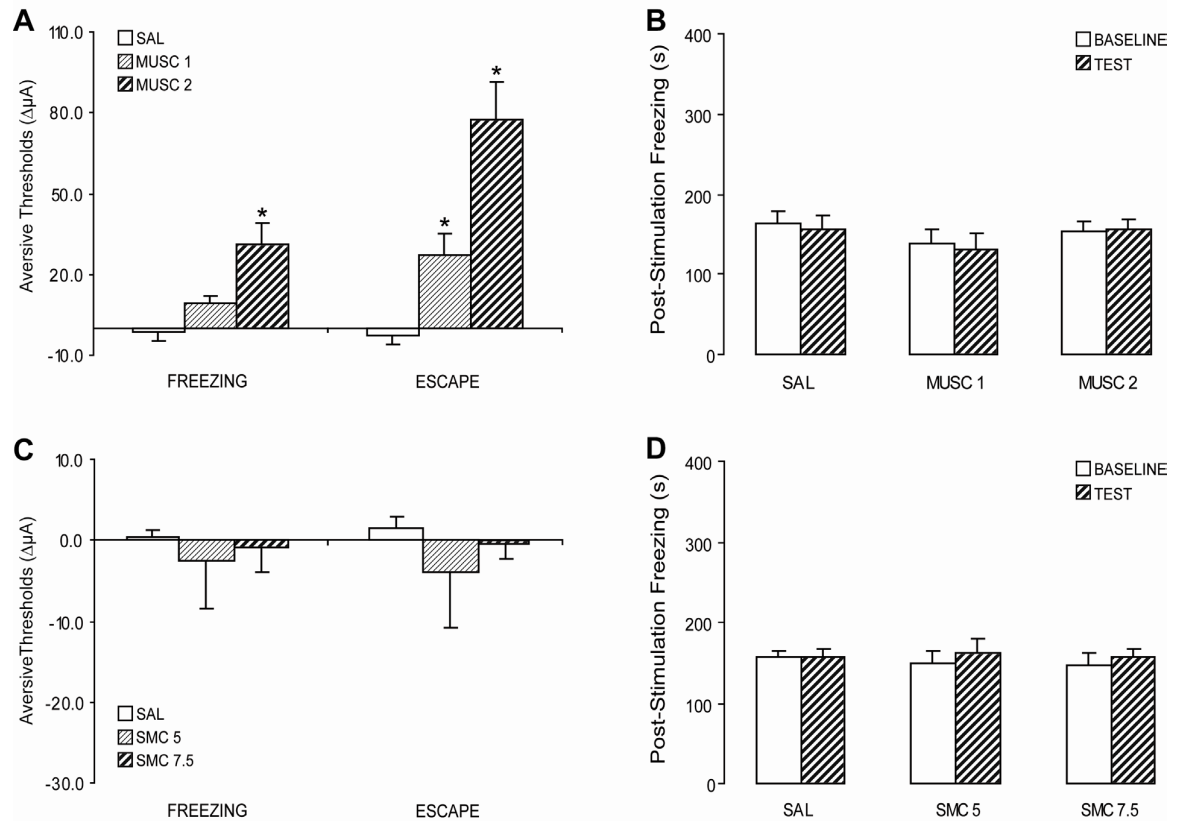 A
Aversive Thresholds (ΔµA)
110.0
80.0
50.0
20.0
-10.0
SAL
MUSC 1
MUSC 2
*
*
*
FREEZING
ESCAPE
B
Post-Stimulation Freezing (s)
400
300
200
100
0
BASELINE
TEST
SAL
MUSC 1
MUSC 2
C
AversiveThresholds (ΔµA)
10.0
0.0
-10.0
-20.0
-30.0
SAL
SMC 5
SMC 7.5
FREEZING
ESCAPE
D
Post-Stimulation Freezing (s)
400
300
200
100
0
BASELINE
TEST
SAL
SMC 5
SMC 7.5